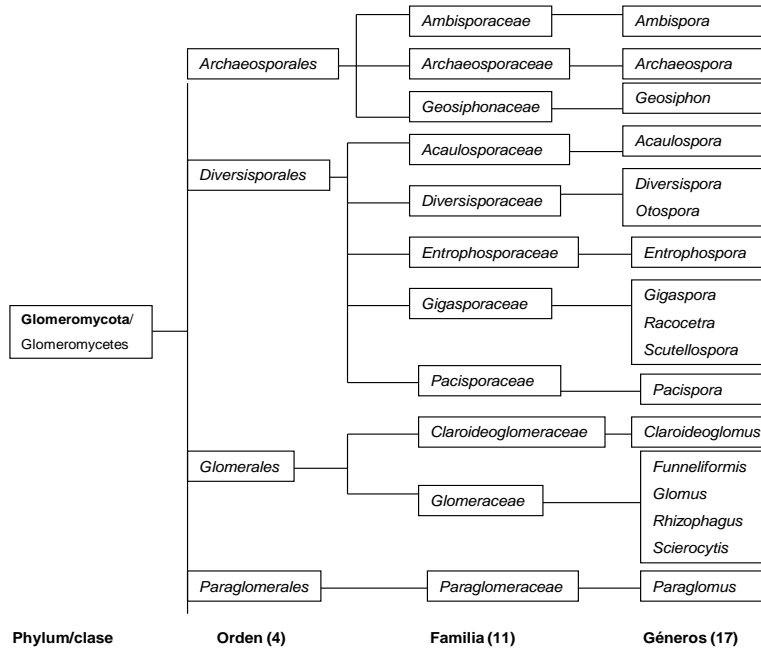 Ambisporaceae
Ambispora
Archaeosporales
Archaeosporaceae
Archaeospora
Geosiphonaceae
Geosiphon
Diversisporales
Acaulosporaceae
Acaulospora
Diversisporaceae
Diversispora
Otospora
Entrophosporaceae
Entrophospora
Glomeromycota/
Glomeromycetes
Gigasporaceae
Gigaspora
Racocetra
Scutellospora
Pacisporaceae
Pacispora
Glomerales
Claroideoglomeraceae
Claroideoglomus
Glomeraceae
Funneliformis
Glomus
Rhizophagus
Scierocytis
Paraglomerales
Paraglomeraceae
Paraglomus
Phylum/clase
Orden (4)
Familia (11)
Géneros (17)